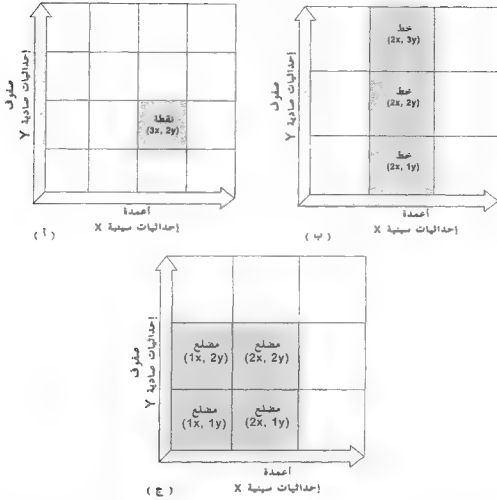 صفوف
إحداثيات صادية Y
نقطة
(3x, 2y)
أعمدة
إحداثيات سينية X
( أ )
صفوف
إحداثيات صادية Y
خط
(2x, 3y)
خط
(2x, 2y)
خط
(2x, 1y)
أعمدة
إحداثيات سينية X
( ب )
صفوف
إحداثيات صادية Y
مضلع
(1x, 2y)
مضلع
(2x, 2y)
مضلع
(1x, 1y)
مضلع
(2x, 1y)
أعمدة
إحداثيات سينية X
( ج )